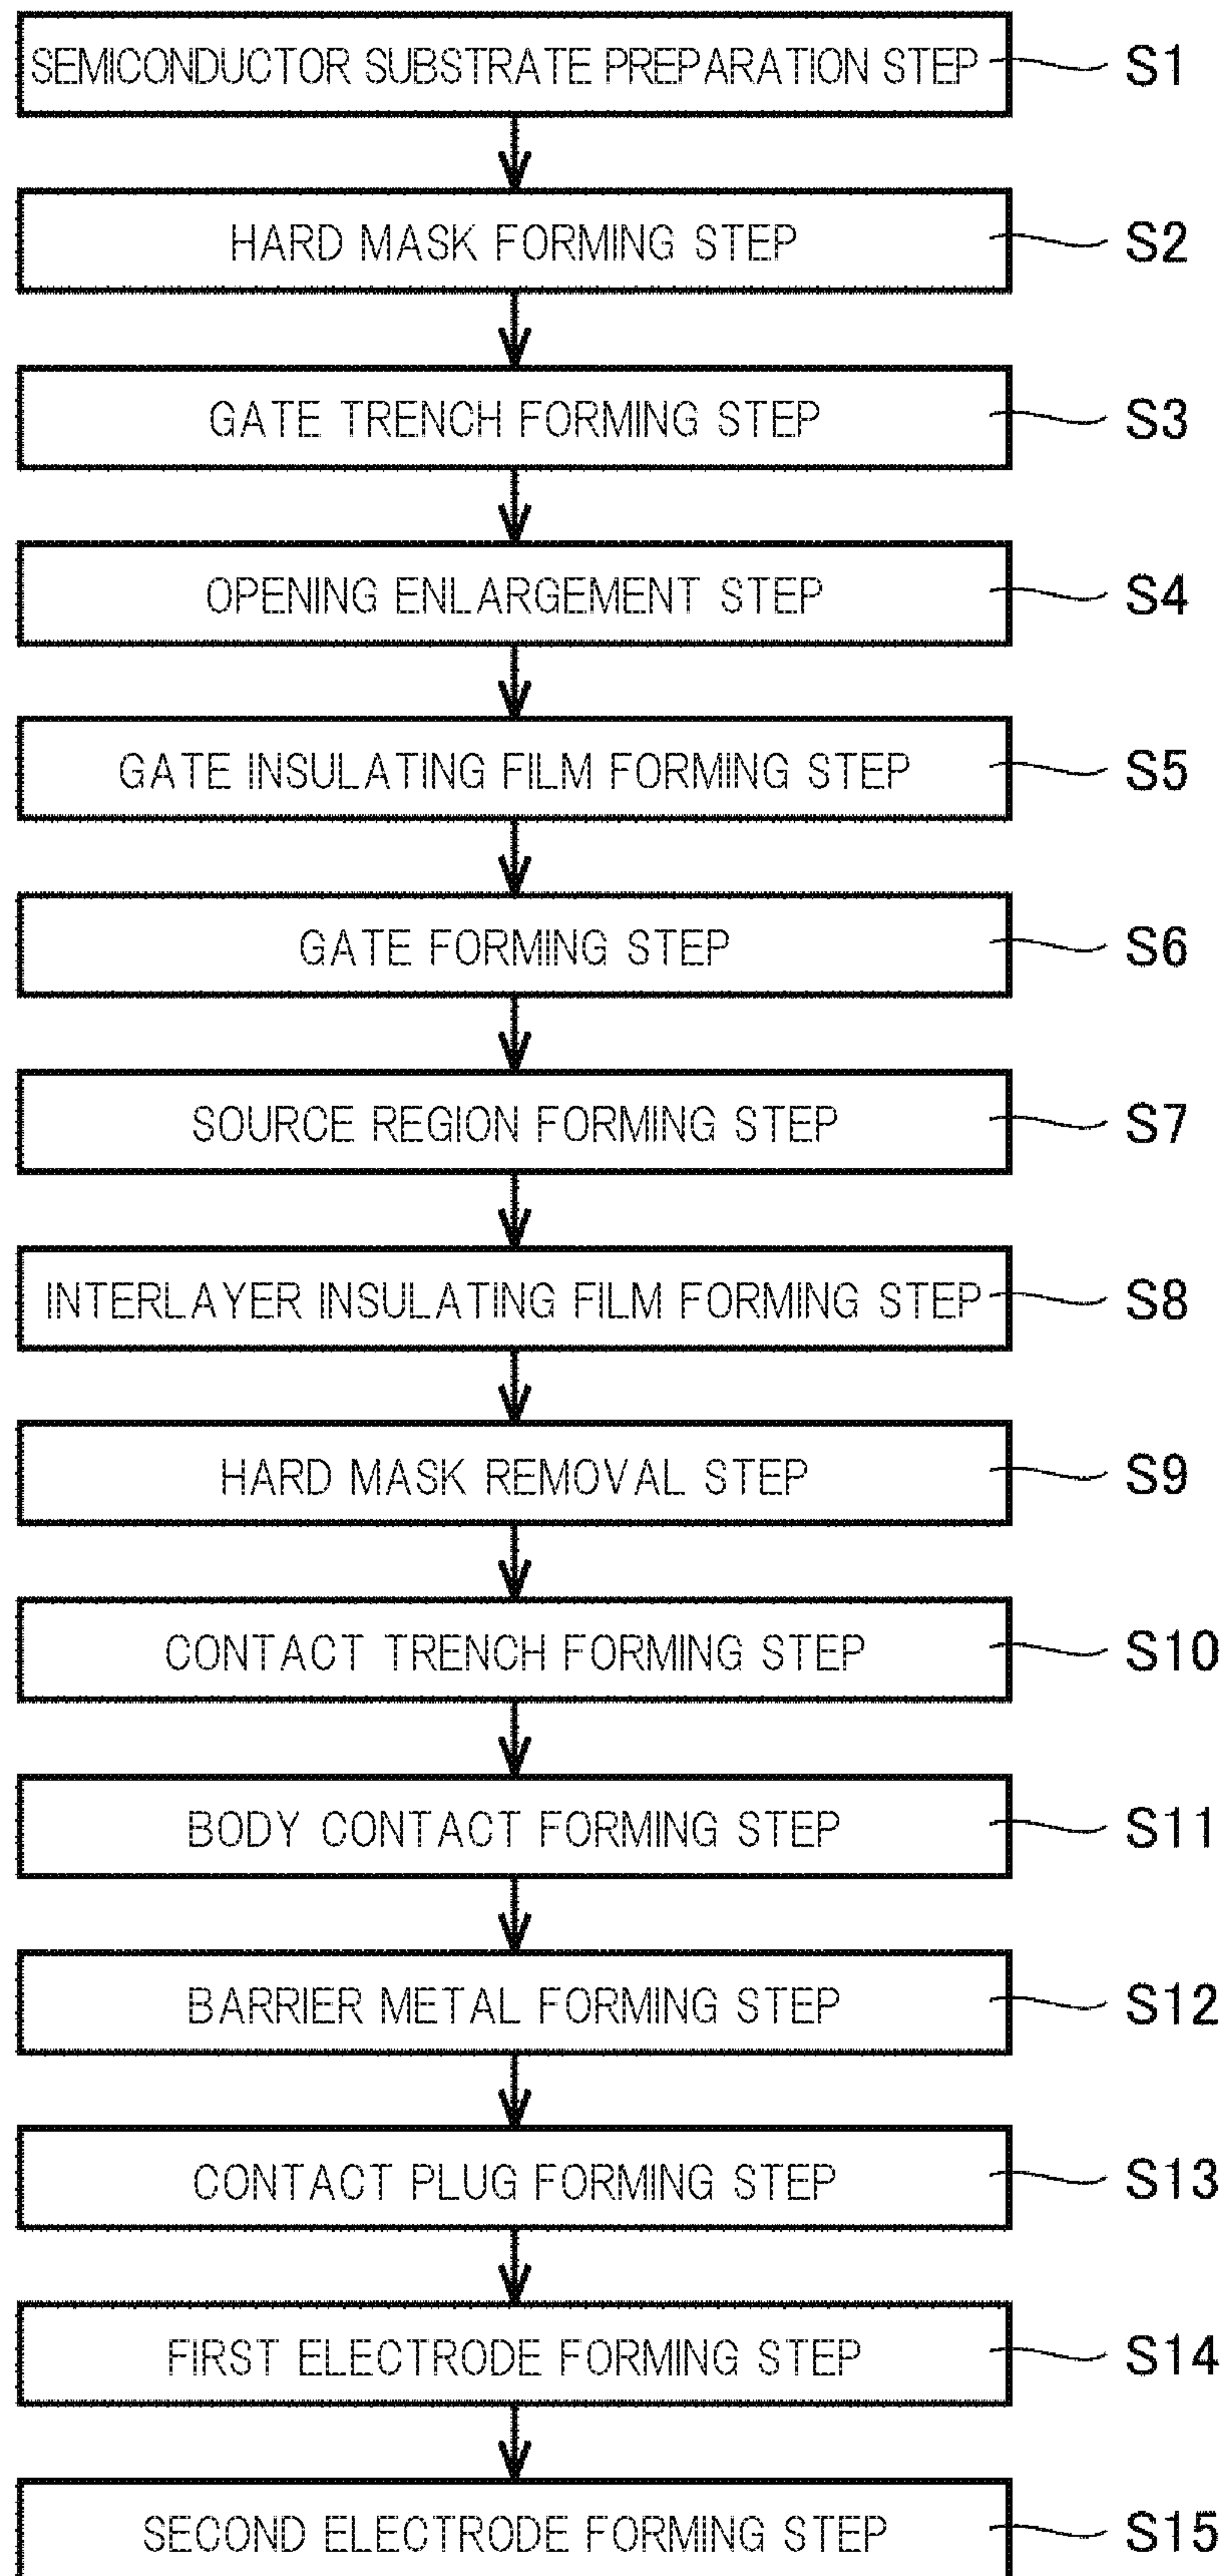 SEMICONDUCTOR SUBSTRATE PREPARATION STEP S1
HARD MASK FORMING STEP S2
GATE TRENCH FORMING STEP S3
OPENING ENLARGEMENT STEP S4
GATE INSULATING FILM FORMING STEP S5
GATE FORMING STEP S6
SOURCE REGION FORMING STEP S7
INTERLAYER INSULATING FILM FORMING STEP S8
HARD MASK REMOVAL STEP S9
CONTACT TRENCH FORMING STEP S10
BODY CONTACT FORMING STEP S11
BARRIER METAL FORMING STEP S12
CONTACT PLUG FORMING STEP S13
FIRST ELECTRODE FORMING STEP S14
SECOND ELECTRODE FORMING STEP S15